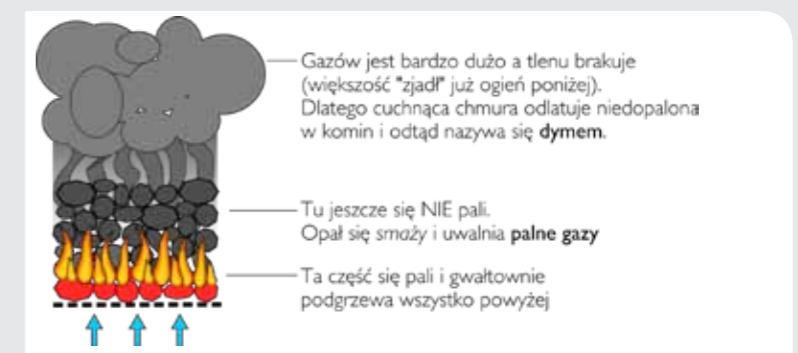 Gazów jest bardzo dużo a tlenu brakuje
(większość "zjadł" już ogień poniżej).
Dlatego cuchnąca chmura odlatuje niedopalona
w komin i odtąd nazywa się dymem.
Tu jeszcze się NIE pali.
Opał się smaży i uwalnia palne gazy
Ta część się pali i gwałtownie
podgrzewa wszystko powyżej